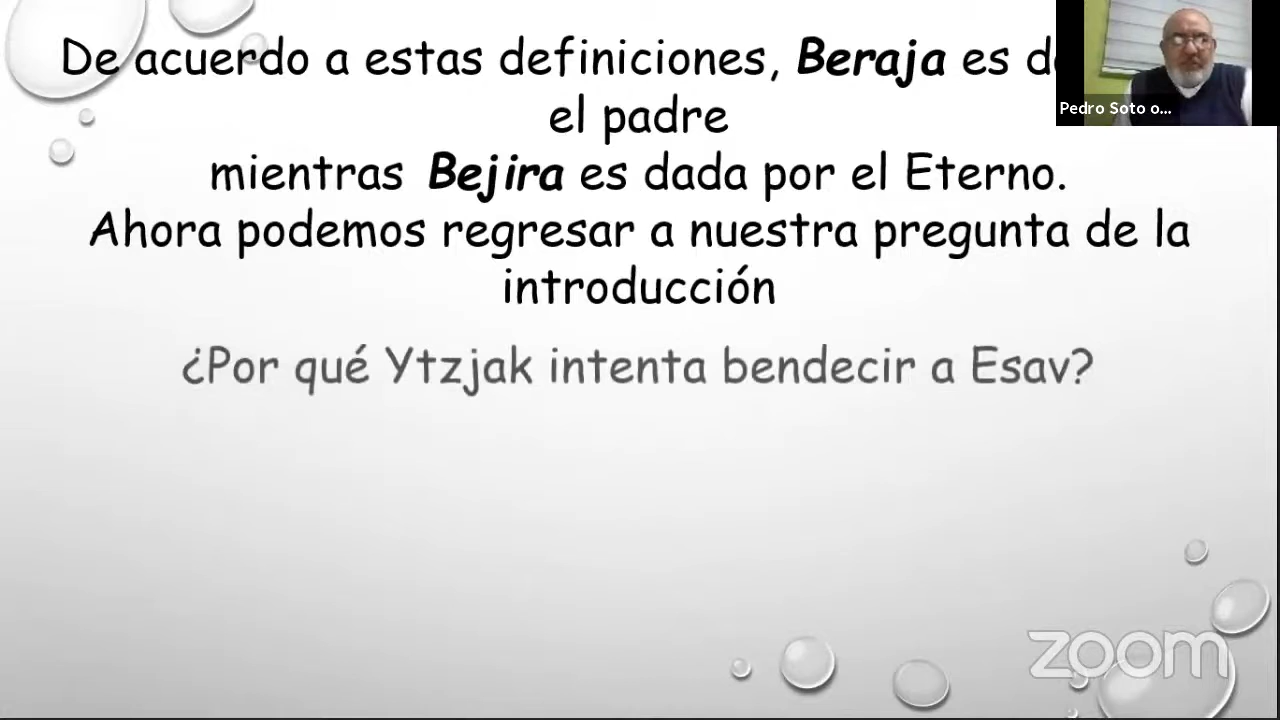 De acuerdo a estas definiciones, Beraja es
el padre
mientras Bejira es dada por el Eterno.
Ahora podemos regresar a nuestra pregunta de la
introducción
¿Por qué Ytzjak intenta bendecir a Esav?
Pedro Soto o...
zoom